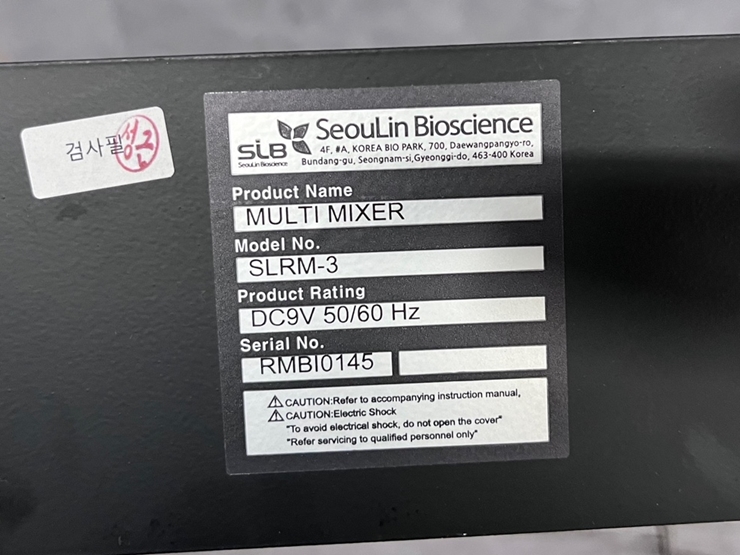 검사필
SLB
SeouLin Bioscience
SeouLin Bioscience
4F, #A, KOREA BIO PARK, 700, Daewangpangyo-ro,
Bundang-gu, Seongnam-si,Gyeonggi-do, 463-400 Korea
Product Name
MULTI MIXER
Model No.
SLRM-3
Product Rating
DC9V 50/60 Hz
Serial No.
RMBI0145
CAUTION:Refer to accompanying instruction manual,
CAUTION:Electric Shock
"To avoid electrical shock, do not open the cover"
"Refer servicing to qualified personnel only"